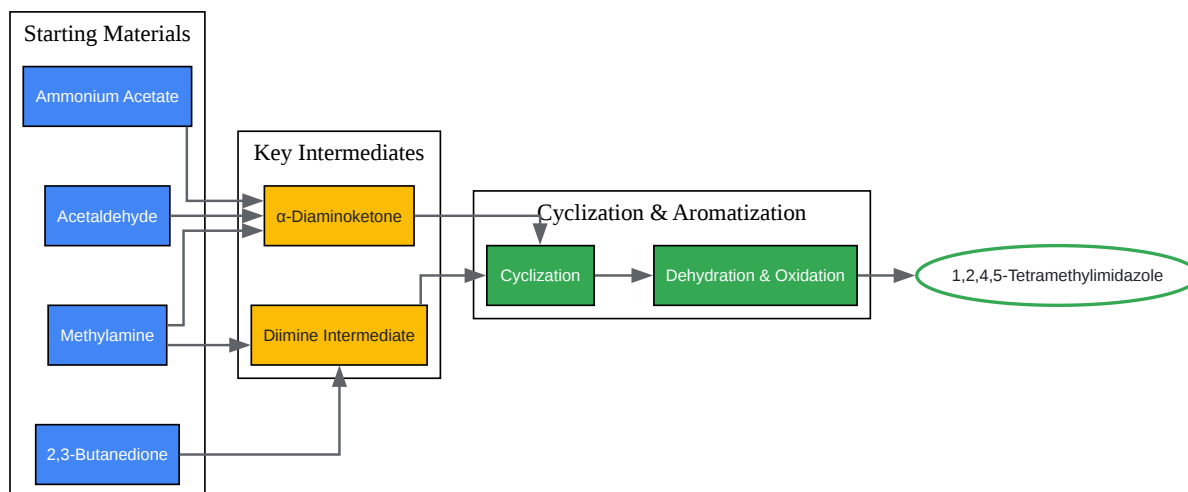 Starting Materials
Ammonium Acetate
Acetaldehyde
Methylamine
2,3-Butanedione
Key Intermediates
α-Diaminoketone
Diimine Intermediate
Cyclization & Aromatization
Cyclization
Dehydration & Oxidation
1,2,4,5-Tetramethylimidazole